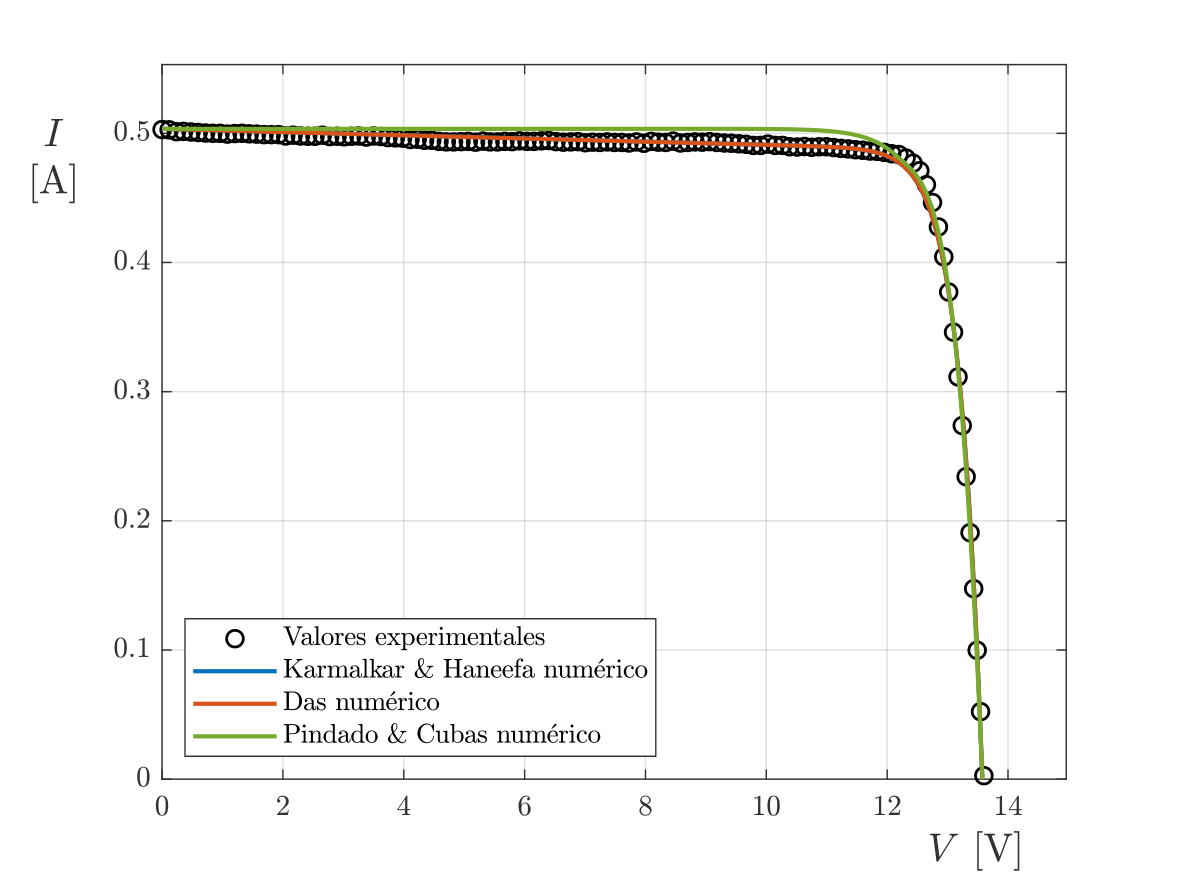 I
[A]
0.5
0.4
0.3
0.2
0.1
0
Valores experimentales
Karmalkar & Haneefa numérico
Das numérico
Pindado & Cubas numérico
0 2 4 6 8 10 12 14
V [V]